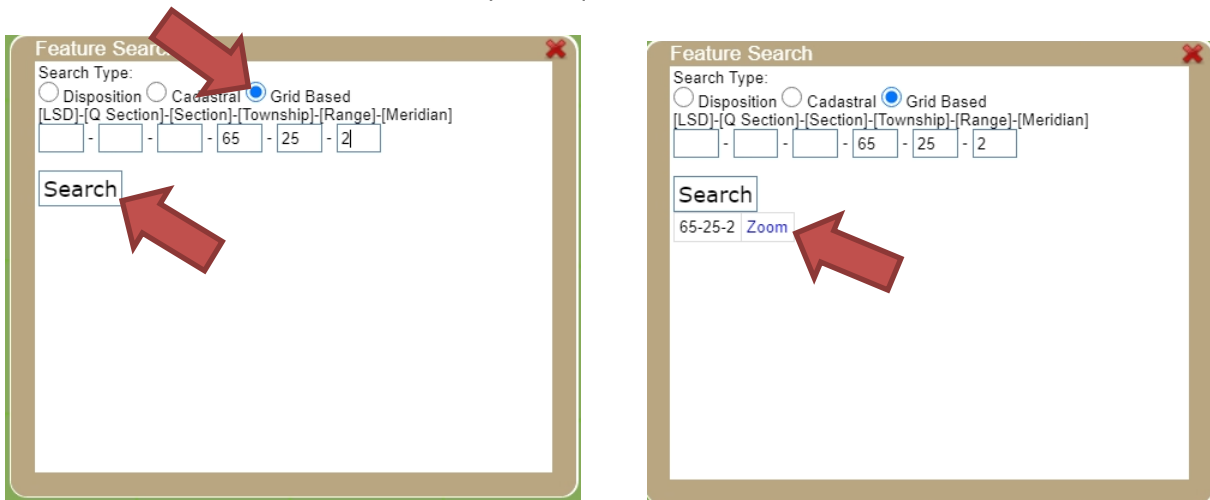 Feature Search
Search Type:
Disposition Cadastral Grid Based
[LSD]-[Q Section]-[Section]-[Township]-[Range]-[Meridian]
- - - 65 - 25 - 2
Search
Feature Search
Search Type:
Disposition Cadastral Grid Based
[LSD]-[Q Section]-[Section]-[Township]-[Range]-[Meridian]
- - - 65 - 25 - 2
Search
65-25-2 Zoom